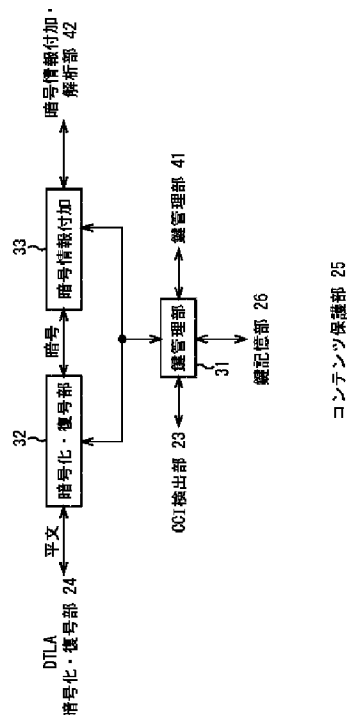 DTLA
暗号化・復号部 24
平文
32
暗号化・復号部
暗号
33
暗号情報付加
暗号情報付加・
解析部 42
CCI検出部 23
鍵管理部
31
鍵管理部 41
鍵記憶部 26
コンテンツ保護部 25